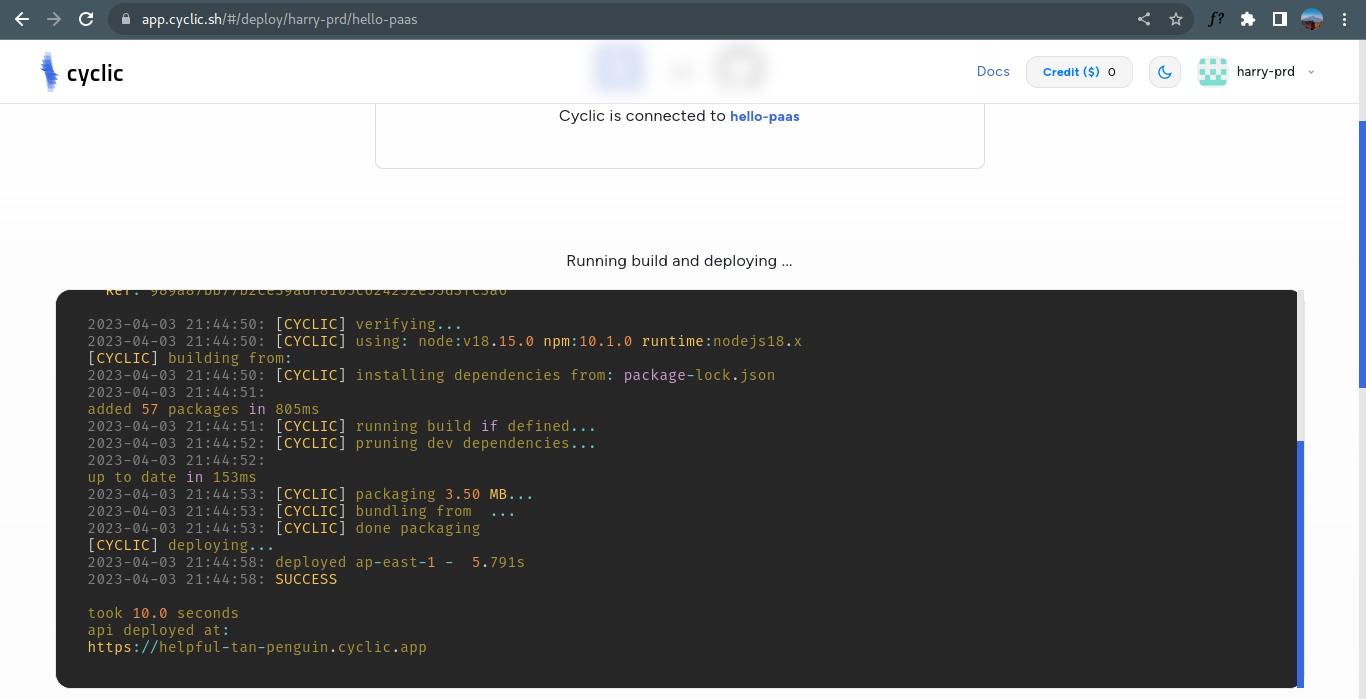 app.cyclic.sh/#/deploy/harry-prd/hello-paas
f?
cyclic
Docs
Credit ($) 0
harry-prd
Cyclic is connected to hello-paas
Running build and deploying ...
2023-04-03 21:44:50: [CYCLIC] verifying...
2023-04-03 21:44:50: [CYCLIC] using: node:v18.15.0 npm:10.1.0 runtime:nodejs18.x
[CYCLIC] building from:
2023-04-03 21:44:50: [CYCLIC] installing dependencies from: package-lock.json
2023-04-03 21:44:51:
added 57 packages in 805ms
2023-04-03 21:44:51: [CYCLIC] running build if defined...
2023-04-03 21:44:52: [CYCLIC] pruning dev dependencies...
2023-04-03 21:44:52:
up to date in 153ms
2023-04-03 21:44:53: [CYCLIC] packaging 3.50 MB...
2023-04-03 21:44:53: [CYCLIC] bundling from  ...
2023-04-03 21:44:53: [CYCLIC] done packaging
[CYCLIC] deploying...
2023-04-03 21:44:58: deployed ap-east-1 -  5.791s
2023-04-03 21:44:58: SUCCESS
took 10.0 seconds
api deployed at:
https://helpful-tan-penguin.cyclic.app